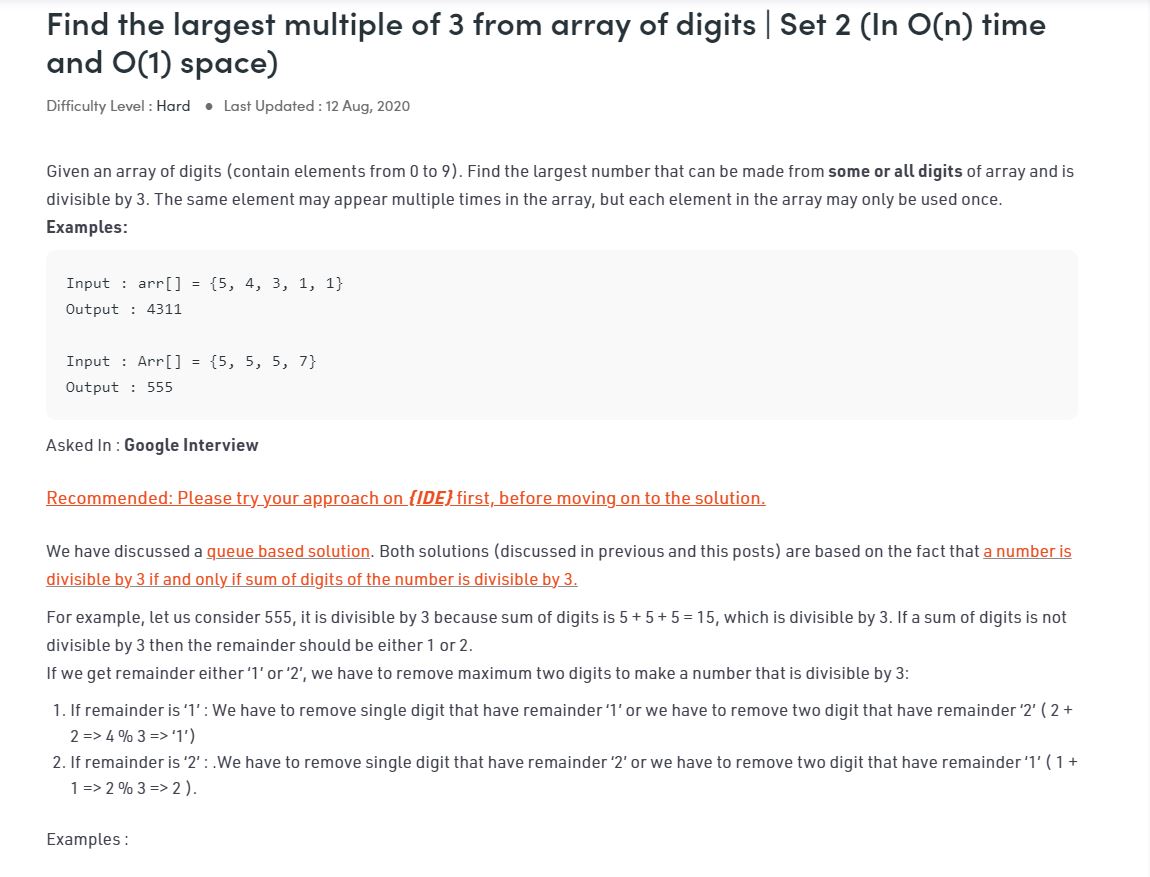 Find the largest multiple of 3 from array of digits | Set 2 (In O(n) time
and O(1) space)
Difficulty Level : Hard ● Last Updated : 12 Aug, 2020
Given an array of digits (contain elements from 0 to 9). Find the largest number that can be made from some or all digits of array and is
divisible by 3. The same element may appear multiple times in the array, but each element in the array may only be used once.
Examples:
Input : arr[] = {5, 4, 3, 1, 1}
Output : 4311
Input : Arr[] = {5, 5, 5, 7}
Output : 555
Asked In : Google Interview
Recommended: Please try your approach on {IDE} first, before moving on to the solution.
We have discussed a queue based solution. Both solutions (discussed in previous and this posts) are based on the fact that a number is
divisible by 3 if and only if sum of digits of the number is divisible by 3.
For example, let us consider 555, it is divisible by 3 because sum of digits is 5 + 5 + 5 = 15, which is divisible by 3. If a sum of digits is not
divisible by 3 then the remainder should be either 1 or 2.
If we get remainder either ‘1’ or ‘2’, we have to remove maximum two digits to make a number that is divisible by 3:
1. If remainder is ‘1’ : We have to remove single digit that have remainder ‘1’ or we have to remove two digit that have remainder ‘2’ ( 2 +
2 => 4 % 3 => ‘1’)
2. If remainder is ‘2’ : .We have to remove single digit that have remainder ‘2’ or we have to remove two digit that have remainder ‘1’ ( 1 +
1 => 2 % 3 => 2 ).
Examples :